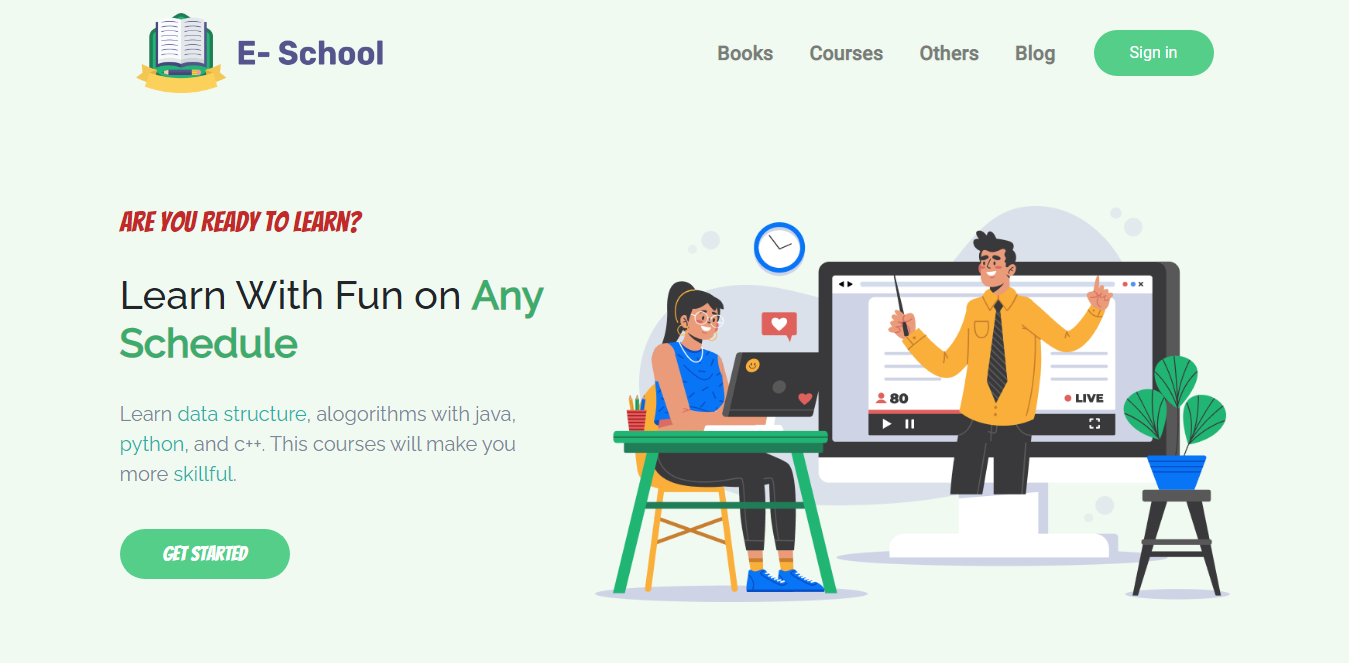 E- School
Books
Courses
Others
Blog
Sign in
ARE YOU READY TO LEARN?
Learn With Fun on Any
Schedule
Learn data structure, alogorithms with java,
python, and c++. This courses will make you
more skillful.
GET STARTED
80
LIVE